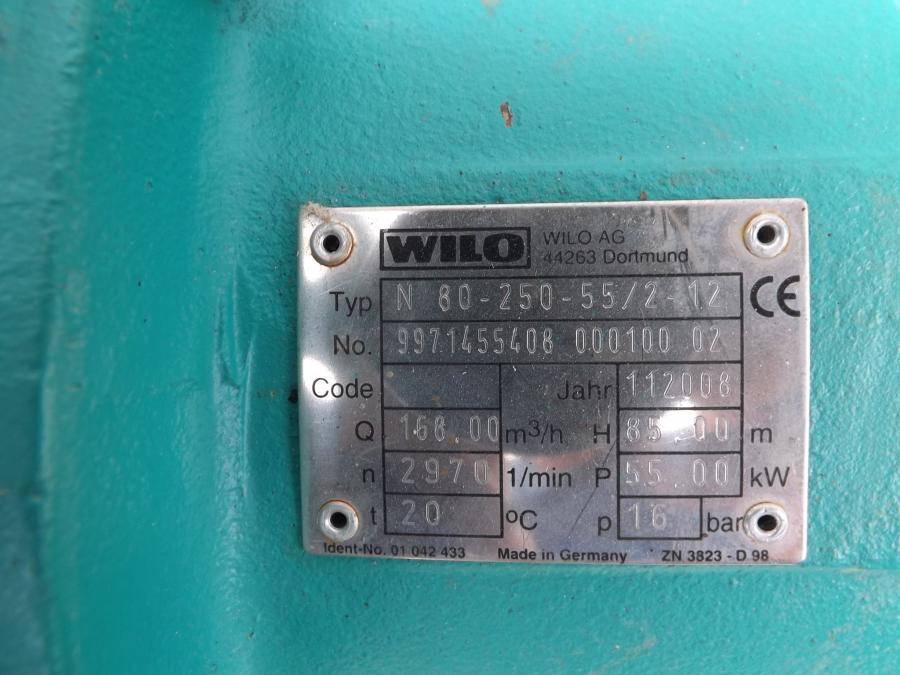 WILO WILO AG
44263 Dortmund
Typ N 80-250-55/2-12 CE
No. 9971455408 000100 02
Code Jahr 112008
Q 168.00 m³/h H 85.00 m
n 2970 1/min P 55.00 kW
t 20 °C p 16 bar
Ident-No. 01 042 433 Made in Germany ZN 3823 - D 98